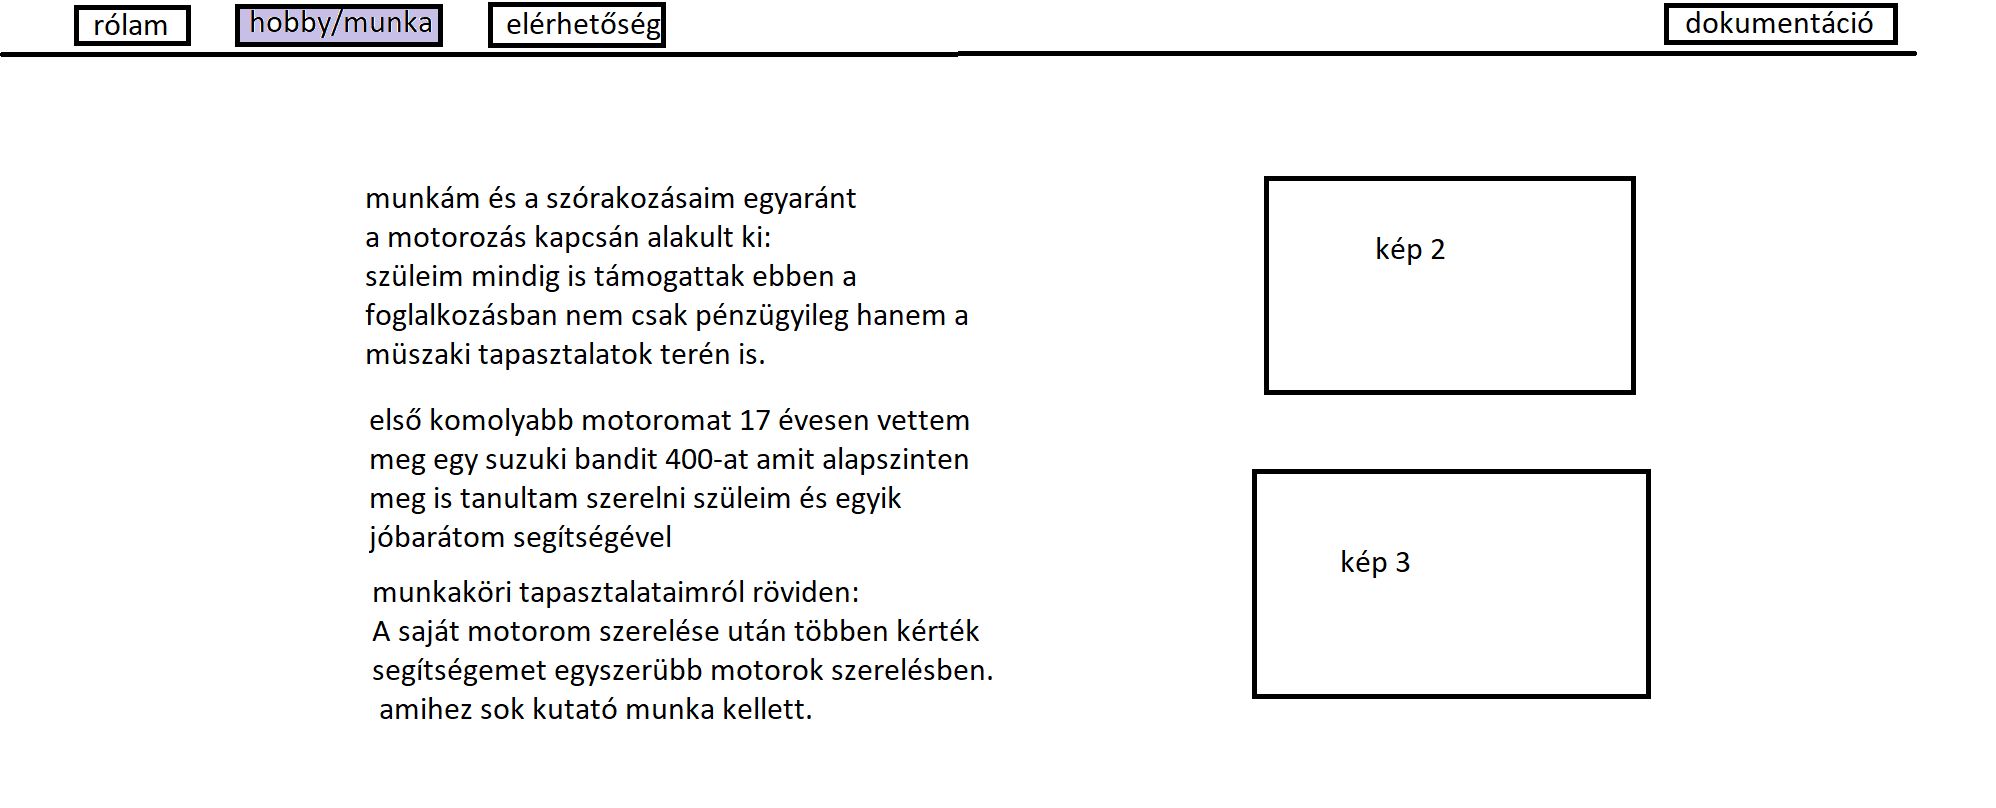 rólam
hobby/munka
elérhetőség
dokumentáció
munkám és a szórakozásaim egyaránt
a motorozás kapcsán alakult ki:
szüleim mindig is támogattak ebben a
foglalkozásban nem csak pénzügyileg hanem a
müszaki tapasztalatok terén is.
első komolyabb motoromat 17 évesen vettem
meg egy suzuki bandit 400-at amit alapszinten
meg is tanultam szerelni szüleim és egyik
jóbarátom segítségével
munkaköri tapasztalataimról röviden:
A saját motorom szerelése után többen kérték
segítségemet egyszerübb motorok szerelésben.
amihez sok kutató munka kellett.
kép 2
kép 3